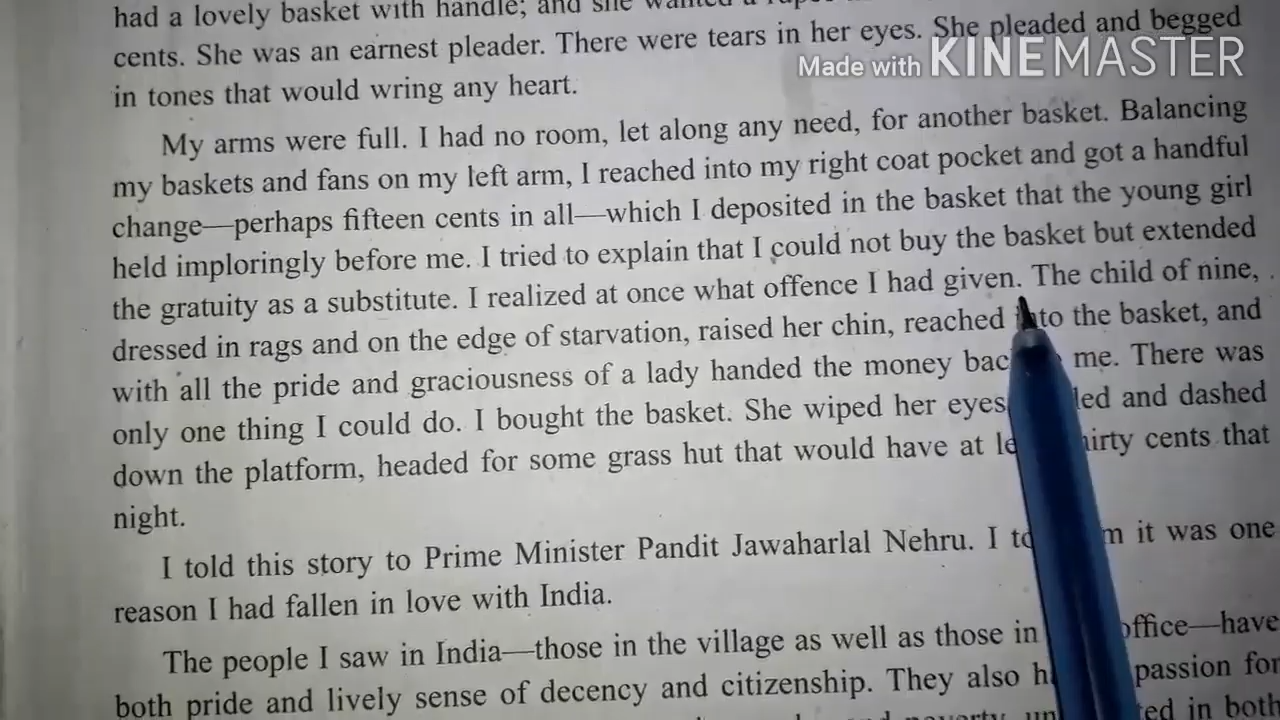 had a lovely basket with handle; and she wanted a
cents. She was an earnest pleader. There were tears in her eyes. She pleaded and begged
Made with KINEMASTER
in tones that would wring any heart.
My arms were full. I had no room, let along any need, for another basket. Balancing
my baskets and fans on my left arm, I reached into my right coat pocket and got a handful
change—perhaps fifteen cents in all—which I deposited in the basket that the young girl
held imploringly before me. I tried to explain that I could not buy the basket but extended
the gratuity as a substitute. I realized at once what offence I had given. The child of nine,
dressed in rags and on the edge of starvation, raised her chin, reached into the basket, and
with all the pride and graciousness of a lady handed the money me. There was
only one thing I could do. I bought the basket. She wiped her eyes and dashed
down the platform, headed for some grass hut that would have at cents that
night.
I told this story to Prime Minister Pandit Jawaharlal Nehru. I it was one
reason I had fallen in love with India.
The people I saw in India—those in the village as well as those in office—have
both pride and lively sense of decency and citizenship. They also passion for
in both